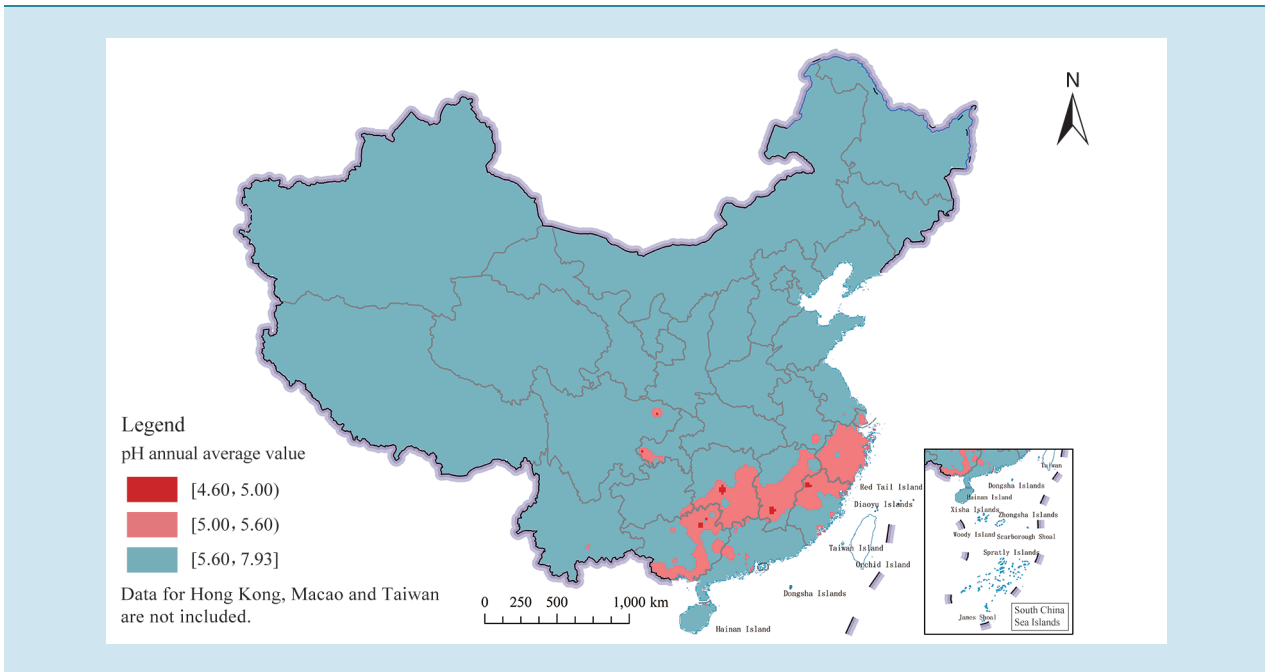 N
Legend
pH annual average value
[4.60，5.00)
[5.00，5.60)
[5.60，7.93]
Data for Hong Kong, Macao and Taiwan
are not included.
0 250 500 1,000 km
Red Tail Island
Diaoyu Islands
Taiwan Island
Orchid Island
Dongsha Islands
Hainan Island
Taiwan
Dongsha Islands
Hainan Island
Xisha Islands
Zhongsha Islands
Woody Island
Scarborough Shoal
Spratly Islands
James Shoal
South China
Sea Islands